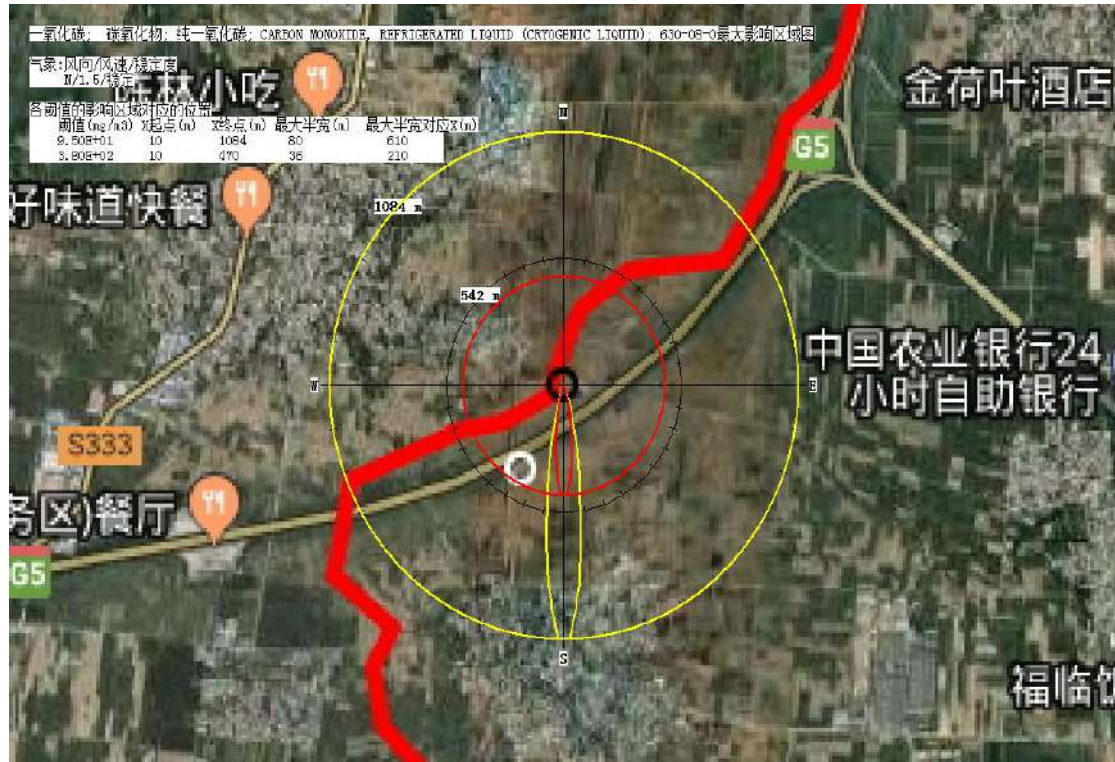 一氧化碳; 碳氧化物; 纯一氧化碳; CARBON MONOXIDE, REFRIGERATED LIQUID (CRYOGENIC LIQUID); 630-08-0最大影响区域图
气象:风向/风速/稳定度
N/1.5/稳定
林小吃
各阈值的影响区域对应的位置
阈值(mg/m3) X起点(m) X终点(m) 最大半宽(m) 最大半宽对应X(m)
9.50E+01 10 1084 80 610
3.80E+02 10 470 36 210
金荷叶酒店
N
G5
好味道快餐
1084 m
542 m
W
E
中国农业银行24
小时自助银行
S333
务区)餐厅
G5
S
福临饭